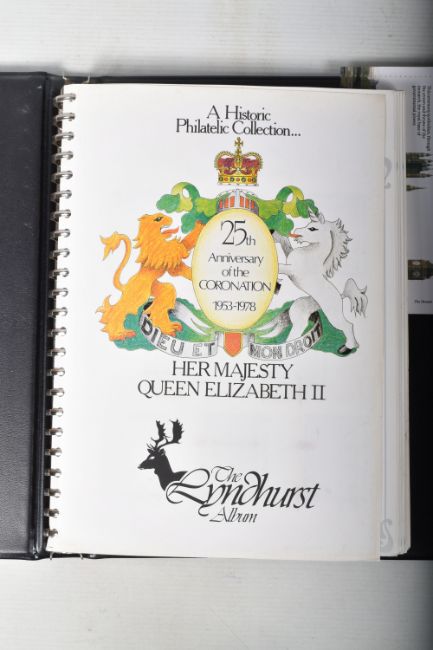 A Historic
Philatelic Collection...
25th
Anniversary
of the
CORONATION
1953-1978
DIEU ET MON DROIT
HER MAJESTY
QUEEN ELIZABETH II
The
Lyndhurst
Album